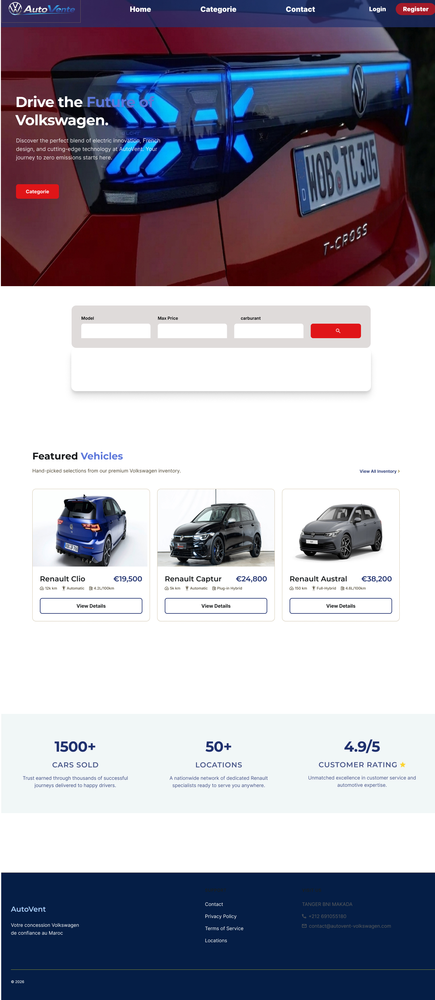 AutoVente
Home
Categorie
Contact
Login
Register
Drive the Future of
Volkswagen.
IQ.LIGHT
Discover the perfect blend of electric innovation, French
design, and cutting-edge technology at AutoVent. Your
journey to zero emissions starts here.
Categorie
WOB TC 305
D
T-CROSS
Model
Max Price
carburant
Featured Vehicles
Hand-picked selections from our premium Volkswagen inventory.
View All Inventory >
WOB JF 766
Golf
Renault Clio
€19,500
12k km
Automatic
4.2L/100km
View Details
Renault Captur
€24,800
5k km
Automatic
Plug-in Hybrid
View Details
Renault Austral
€38,200
150 km
Full-Hybrid
4.6L/100km
View Details
1500+
CARS SOLD
Trust earned through thousands of successful
journeys delivered to happy drivers.
50+
LOCATIONS
A nationwide network of dedicated Renault
specialists ready to serve you anywhere.
4.9/5
CUSTOMER RATING
Unmatched excellence in customer service and
automotive expertise.
AutoVent
Votre concession Volkswagen
de confiance au Maroc
Contact
Privacy Policy
Terms of Service
Locations
TANGER BNI MAKADA
+212 691055180
contact@autovent-volkswagen.com
© 2026